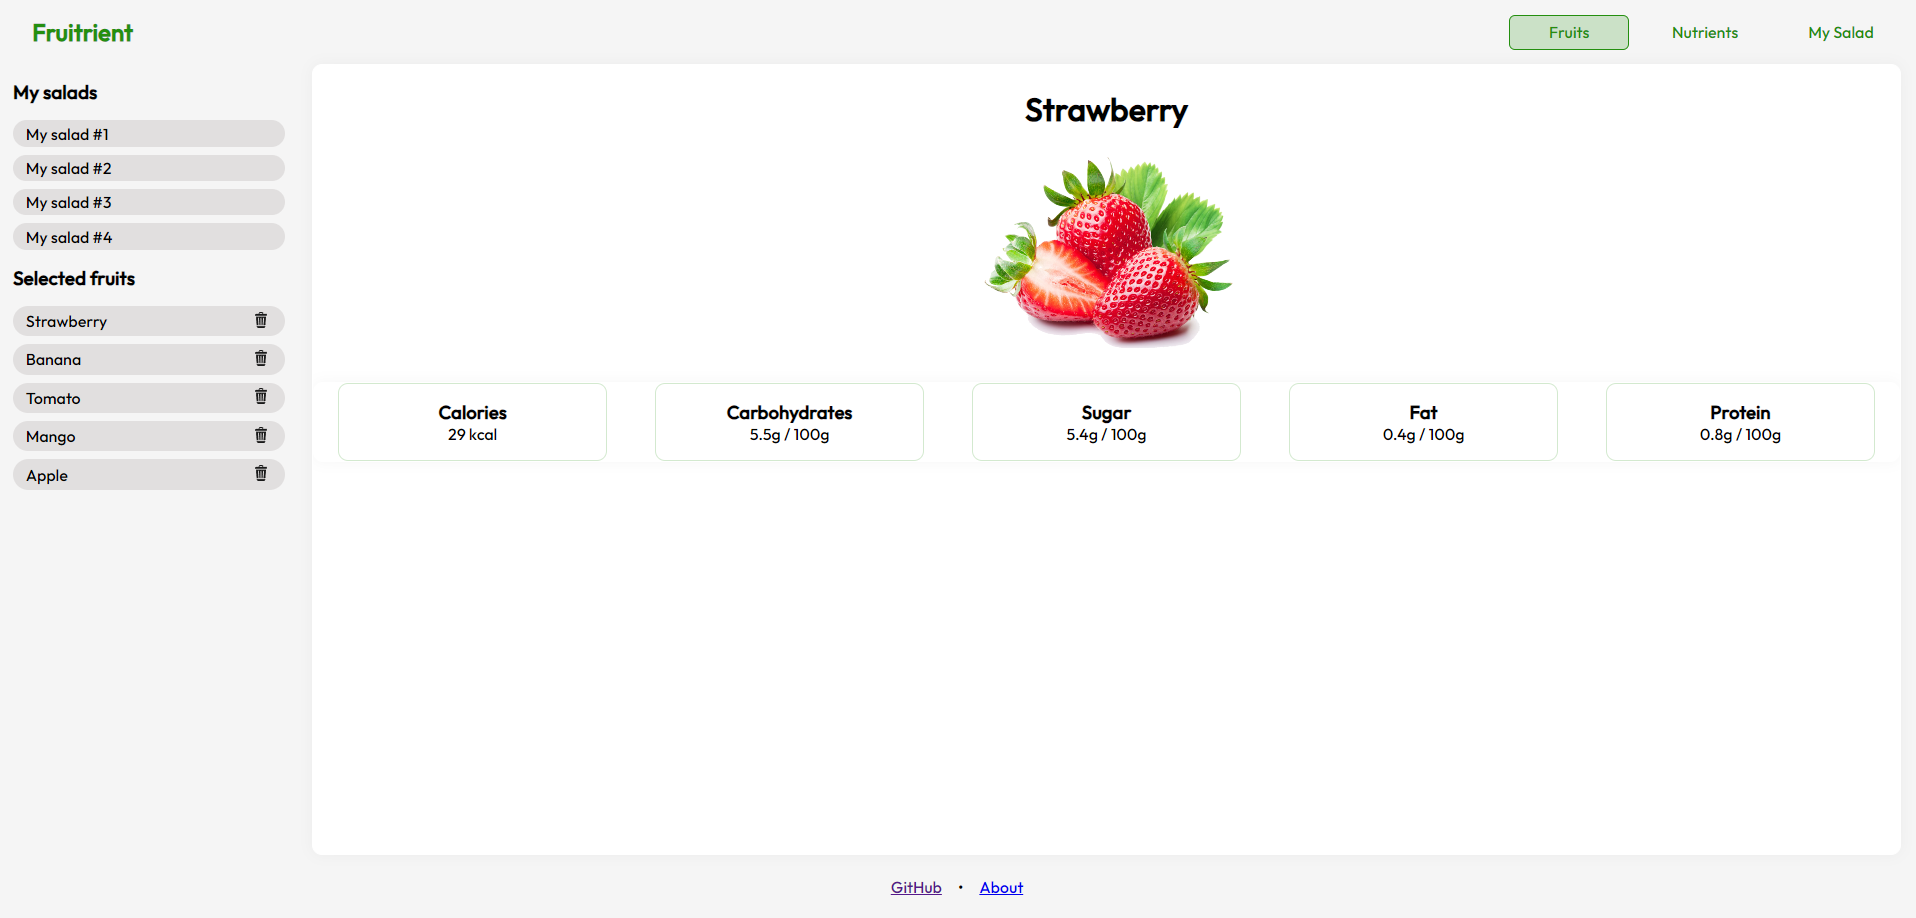 Fruitrient
Fruits
Nutrients
My Salad
My salads
My salad #1
My salad #2
My salad #3
My salad #4
Selected fruits
Strawberry
Banana
Tomato
Mango
Apple
Strawberry
Calories
29 kcal
Carbohydrates
5.5g / 100g
Sugar
5.4g / 100g
Fat
0.4g / 100g
Protein
0.8g / 100g
GitHub • About